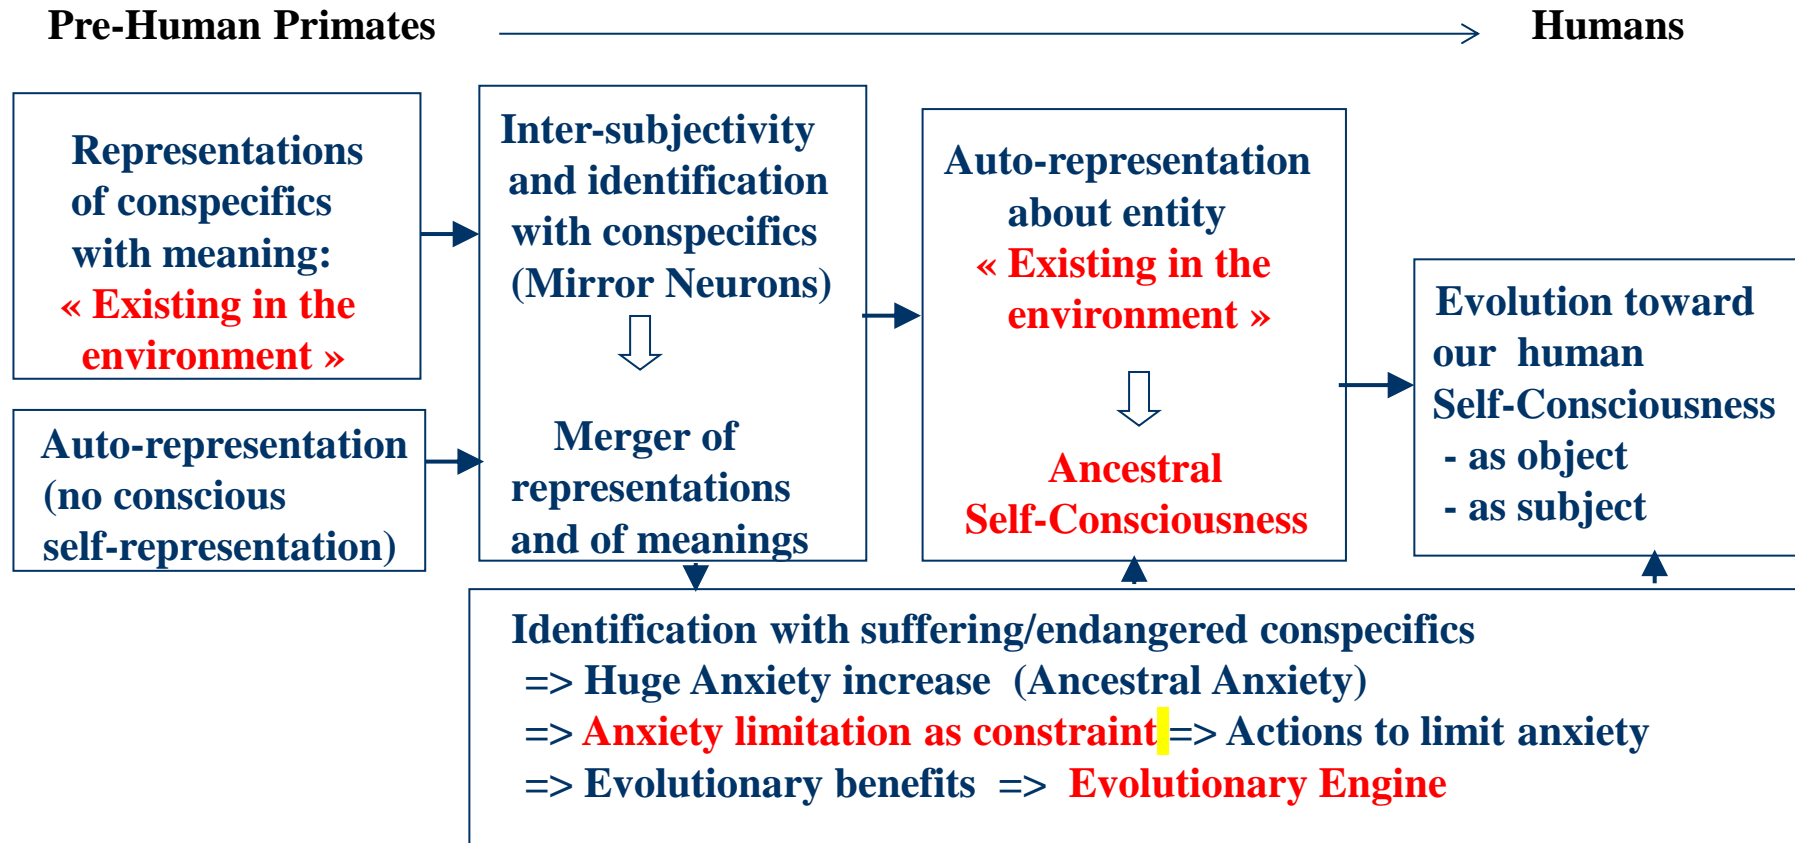 Pre-Human Primates
Humans
Representations
of conspecifics
with meaning:
« Existing in the
environment »
Auto-representation
(no conscious
self-representation)
Inter-subjectivity
and identification
with conspecifics
(Mirror Neurons)
Merger of
representations
and of meanings
Auto-representation
about entity
« Existing in the
environment »
Ancestral
Self-Consciousness
Evolution toward
our human
Self-Consciousness
- as object
- as subject
Identification with suffering/endangered conspecifics
=> Huge Anxiety increase (Ancestral Anxiety)
=> Anxiety limitation as constraint => Actions to limit anxiety
=> Evolutionary benefits => Evolutionary Engine